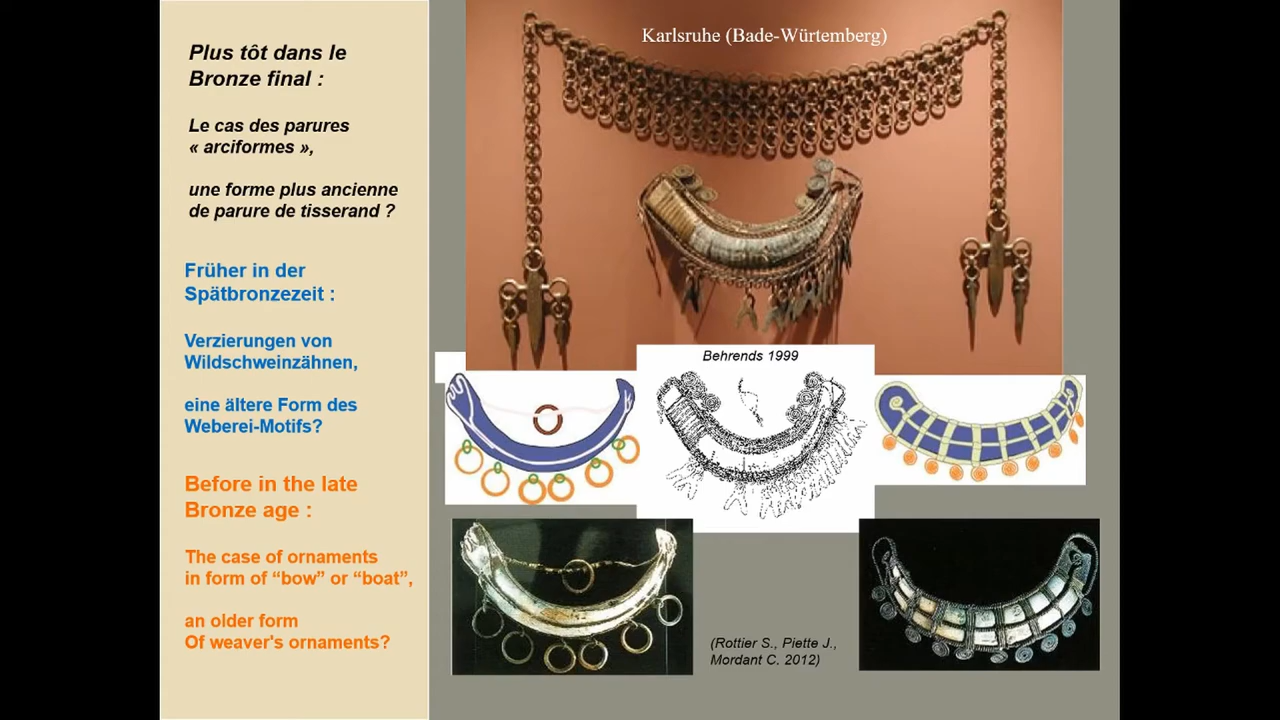 Plus tôt dans le
Bronze final :
Le cas des parures
« arciformes »,
une forme plus ancienne
de parure de tisserand ?
Früher in der
Spätbronzezeit :
Verzierungen von
Wildschweinzähnen,
eine ältere Form des
Weberei-Motifs?
Before in the late
Bronze age :
The case of ornaments
in form of “bow” or “boat”,
an older form
Of weaver's ornaments?
Karlsruhe (Bade-Würtemberg)
Behrends 1999
(Rottier S., Piette J.,
Mordant C. 2012)